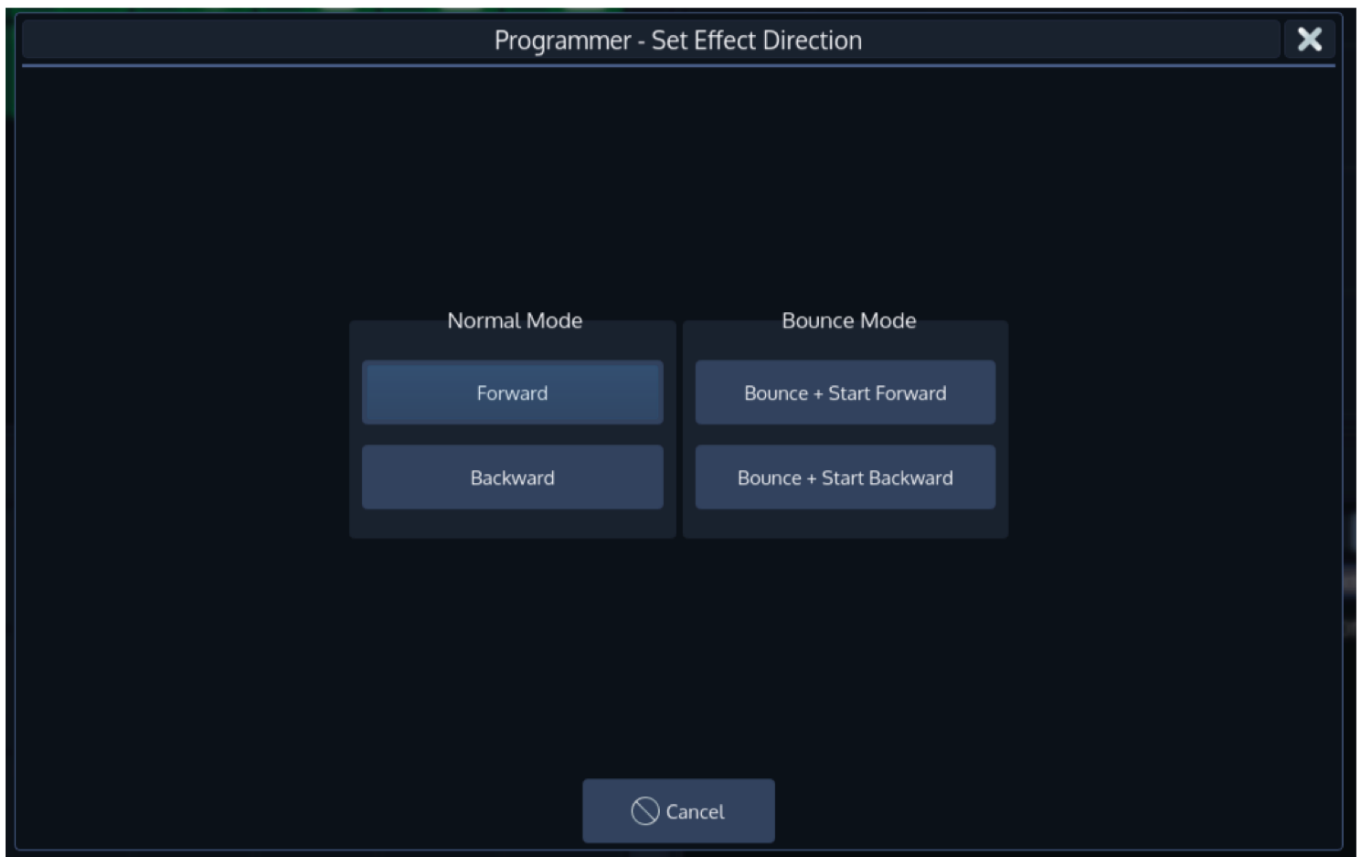 Programmer - Set Effect Direction
Normal Mode
Forward
Backward
Bounce Mode
Bounce + Start Forward
Bounce + Start Backward
Cancel